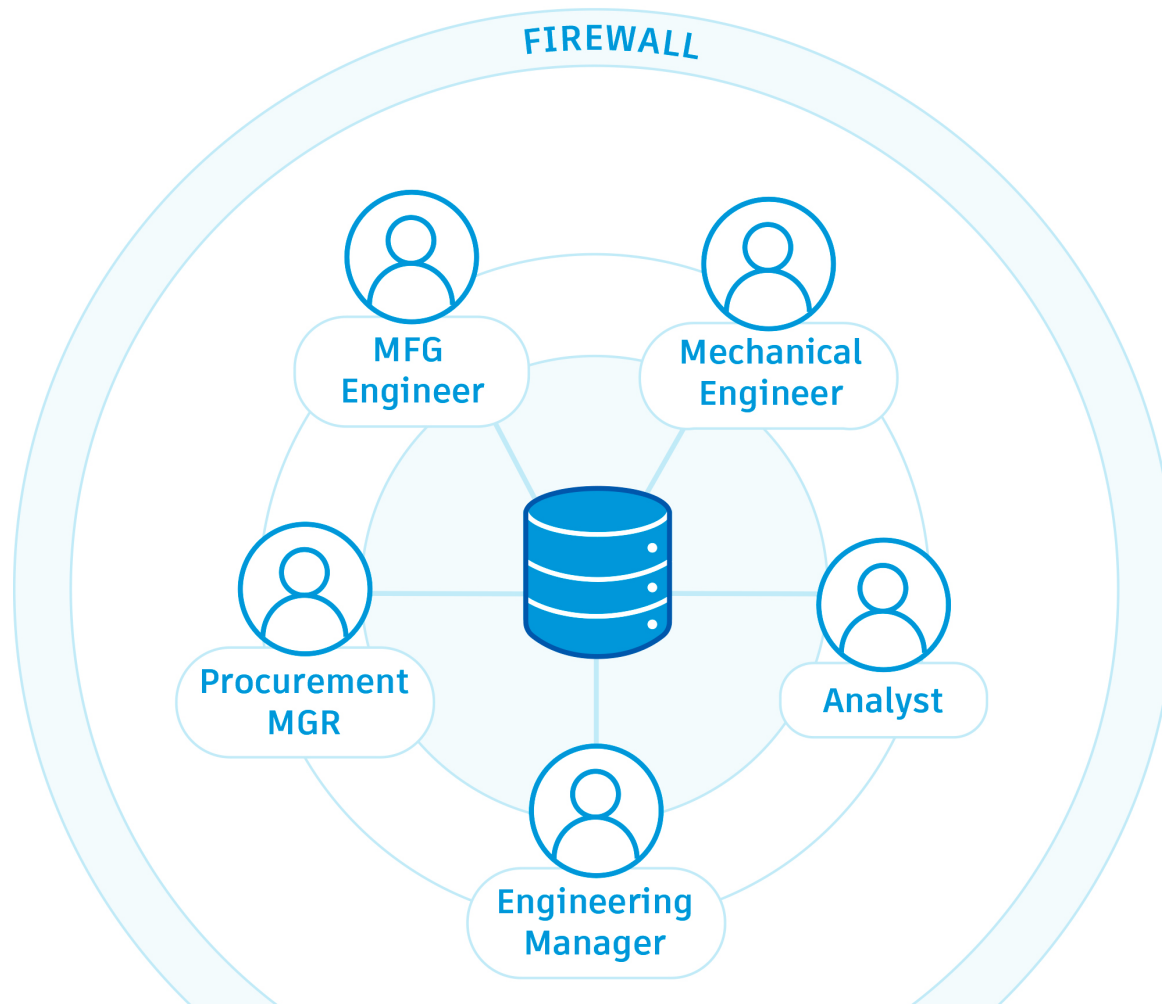 FIREWALL
MFG
Engineer
Mechanical
Engineer
Procurement
MGR
Analyst
Engineering
Manager